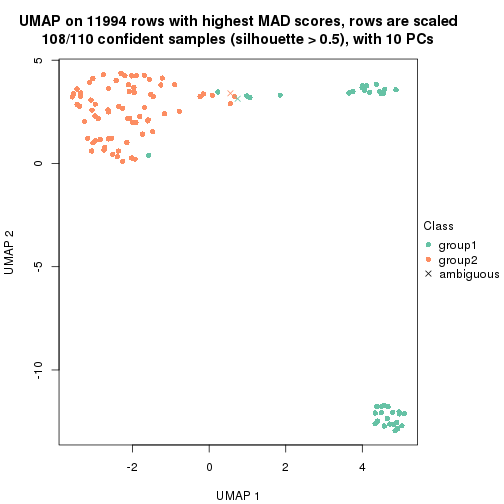 UMAP on 11994 rows with highest MAD scores, rows are scaled
108/110 confident samples (silhouette > 0.5), with 10 PCs
5
0
-5
-10
UMAP 2
-2
0
2
4
UMAP 1
Class
group1
group2
ambiguous